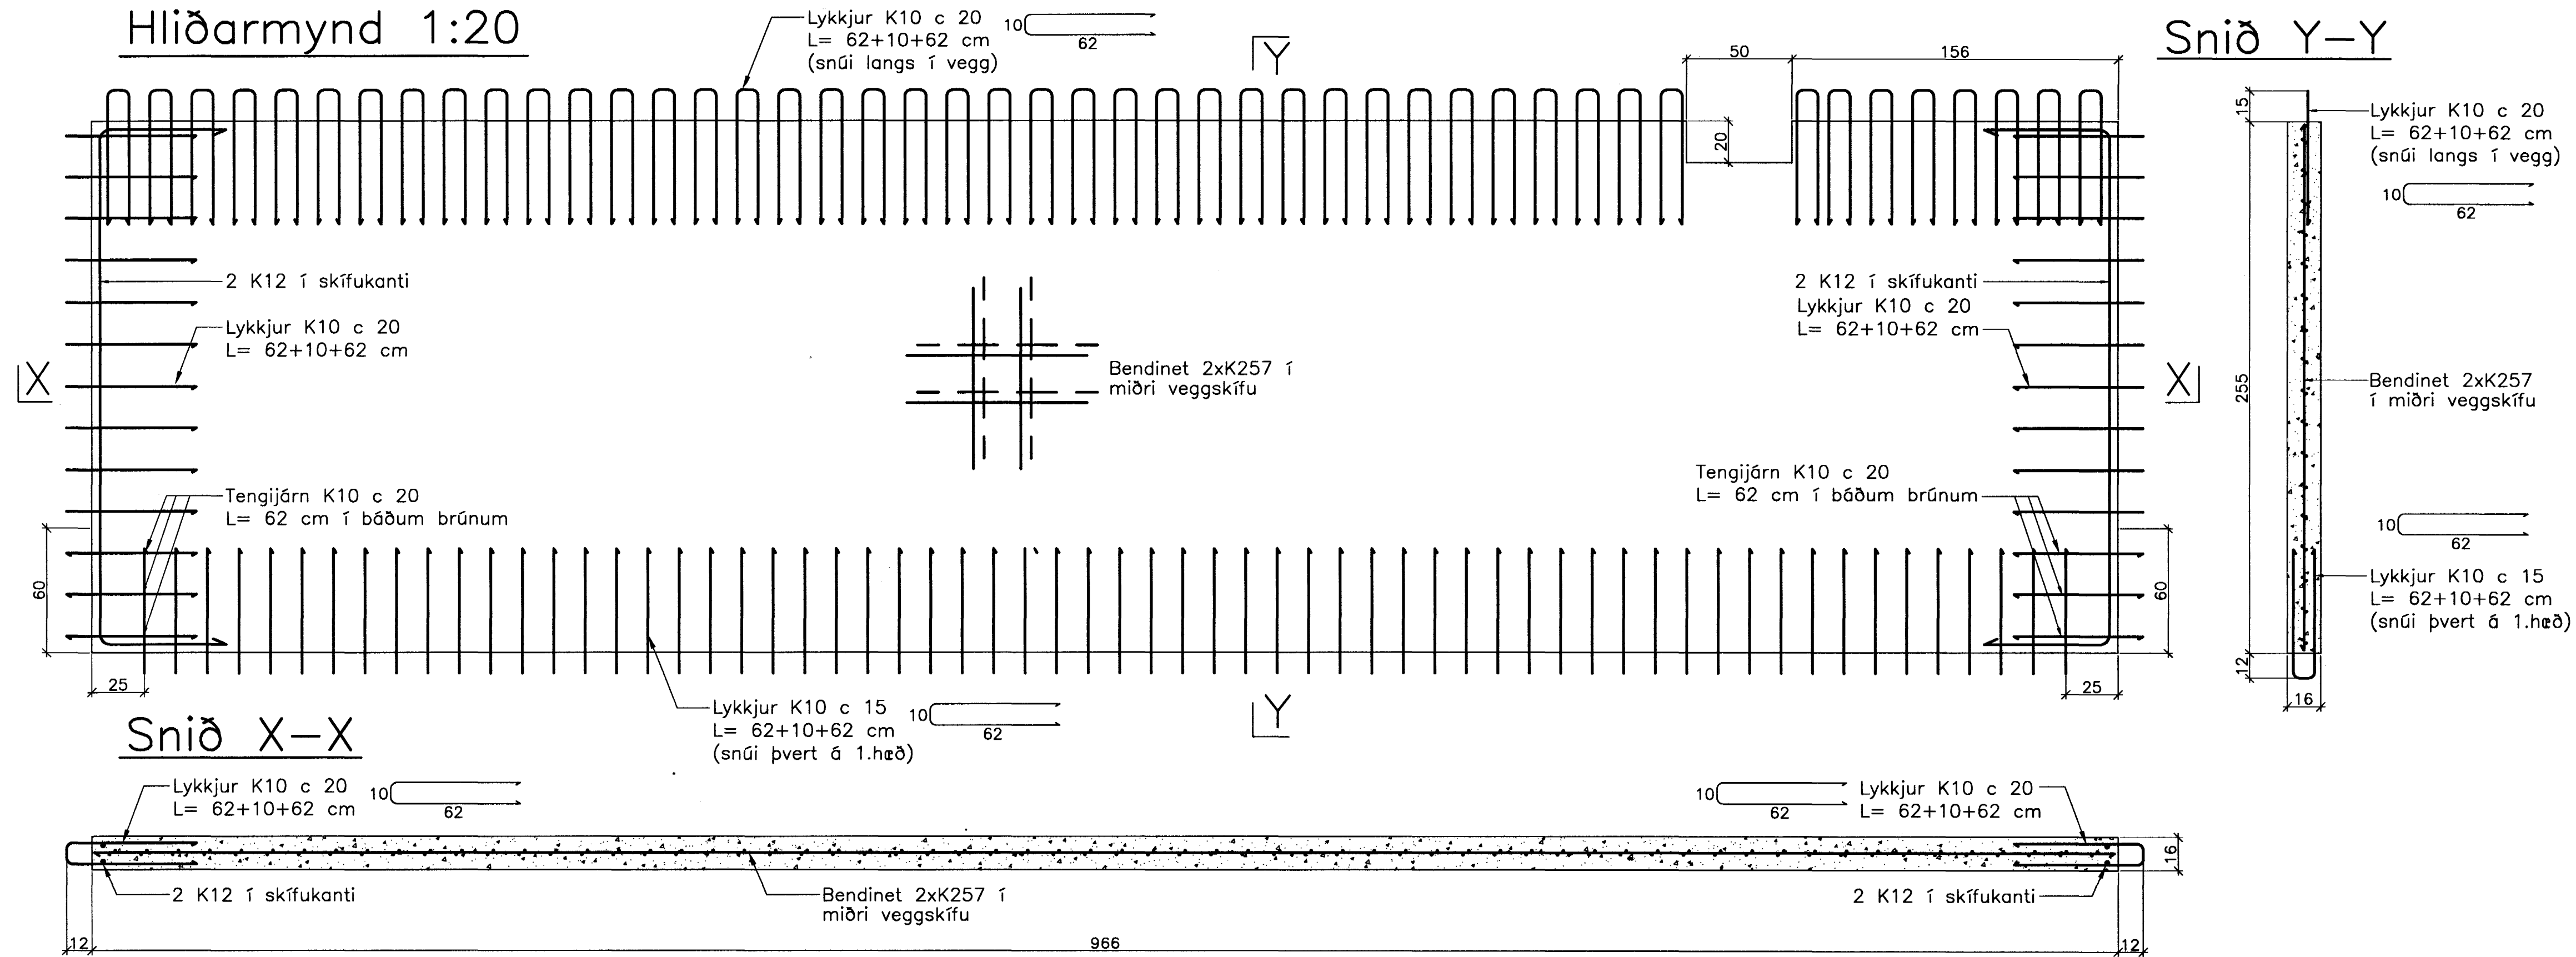 Hliðarmynd 1:20
Lykkjur K10 c 20
L= 62+10+62 cm
(snúi langs í vegg)
10
62
Y
50
156
20
2 K12 í skífukanti
Lykkjur K10 c 20
L= 62+10+62 cm
X
Bendinet 2xK257 í
miðri veggskífu
2 K12 í skífukanti
Lykkjur K10 c 20
L= 62+10+62 cm
X
Tengijárn K10 c 20
L= 62 cm í báðum brúnum
Tengijárn K10 c 20
L= 62 cm í báðum brúnum
60
60
25
25
Lykkjur K10 c 15
L= 62+10+62 cm
(snúi þvert á 1.hæð)
10
62
Y
Snið Y–Y
15
255
12
16
Lykkjur K10 c 20
L= 62+10+62 cm
(snúi langs í vegg)
10
62
Bendinet 2xK257
í miðri veggskífu
10
62
Lykkjur K10 c 15
L= 62+10+62 cm
(snúi þvert á 1.hæð)
Snið X–X
Lykkjur K10 c 20
L= 62+10+62 cm
10
62
10
62
Lykkjur K10 c 20
L= 62+10+62 cm
16
2 K12 í skífukanti
Bendinet 2xK257 í
miðri veggskífu
2 K12 í skífukanti
12
966
12